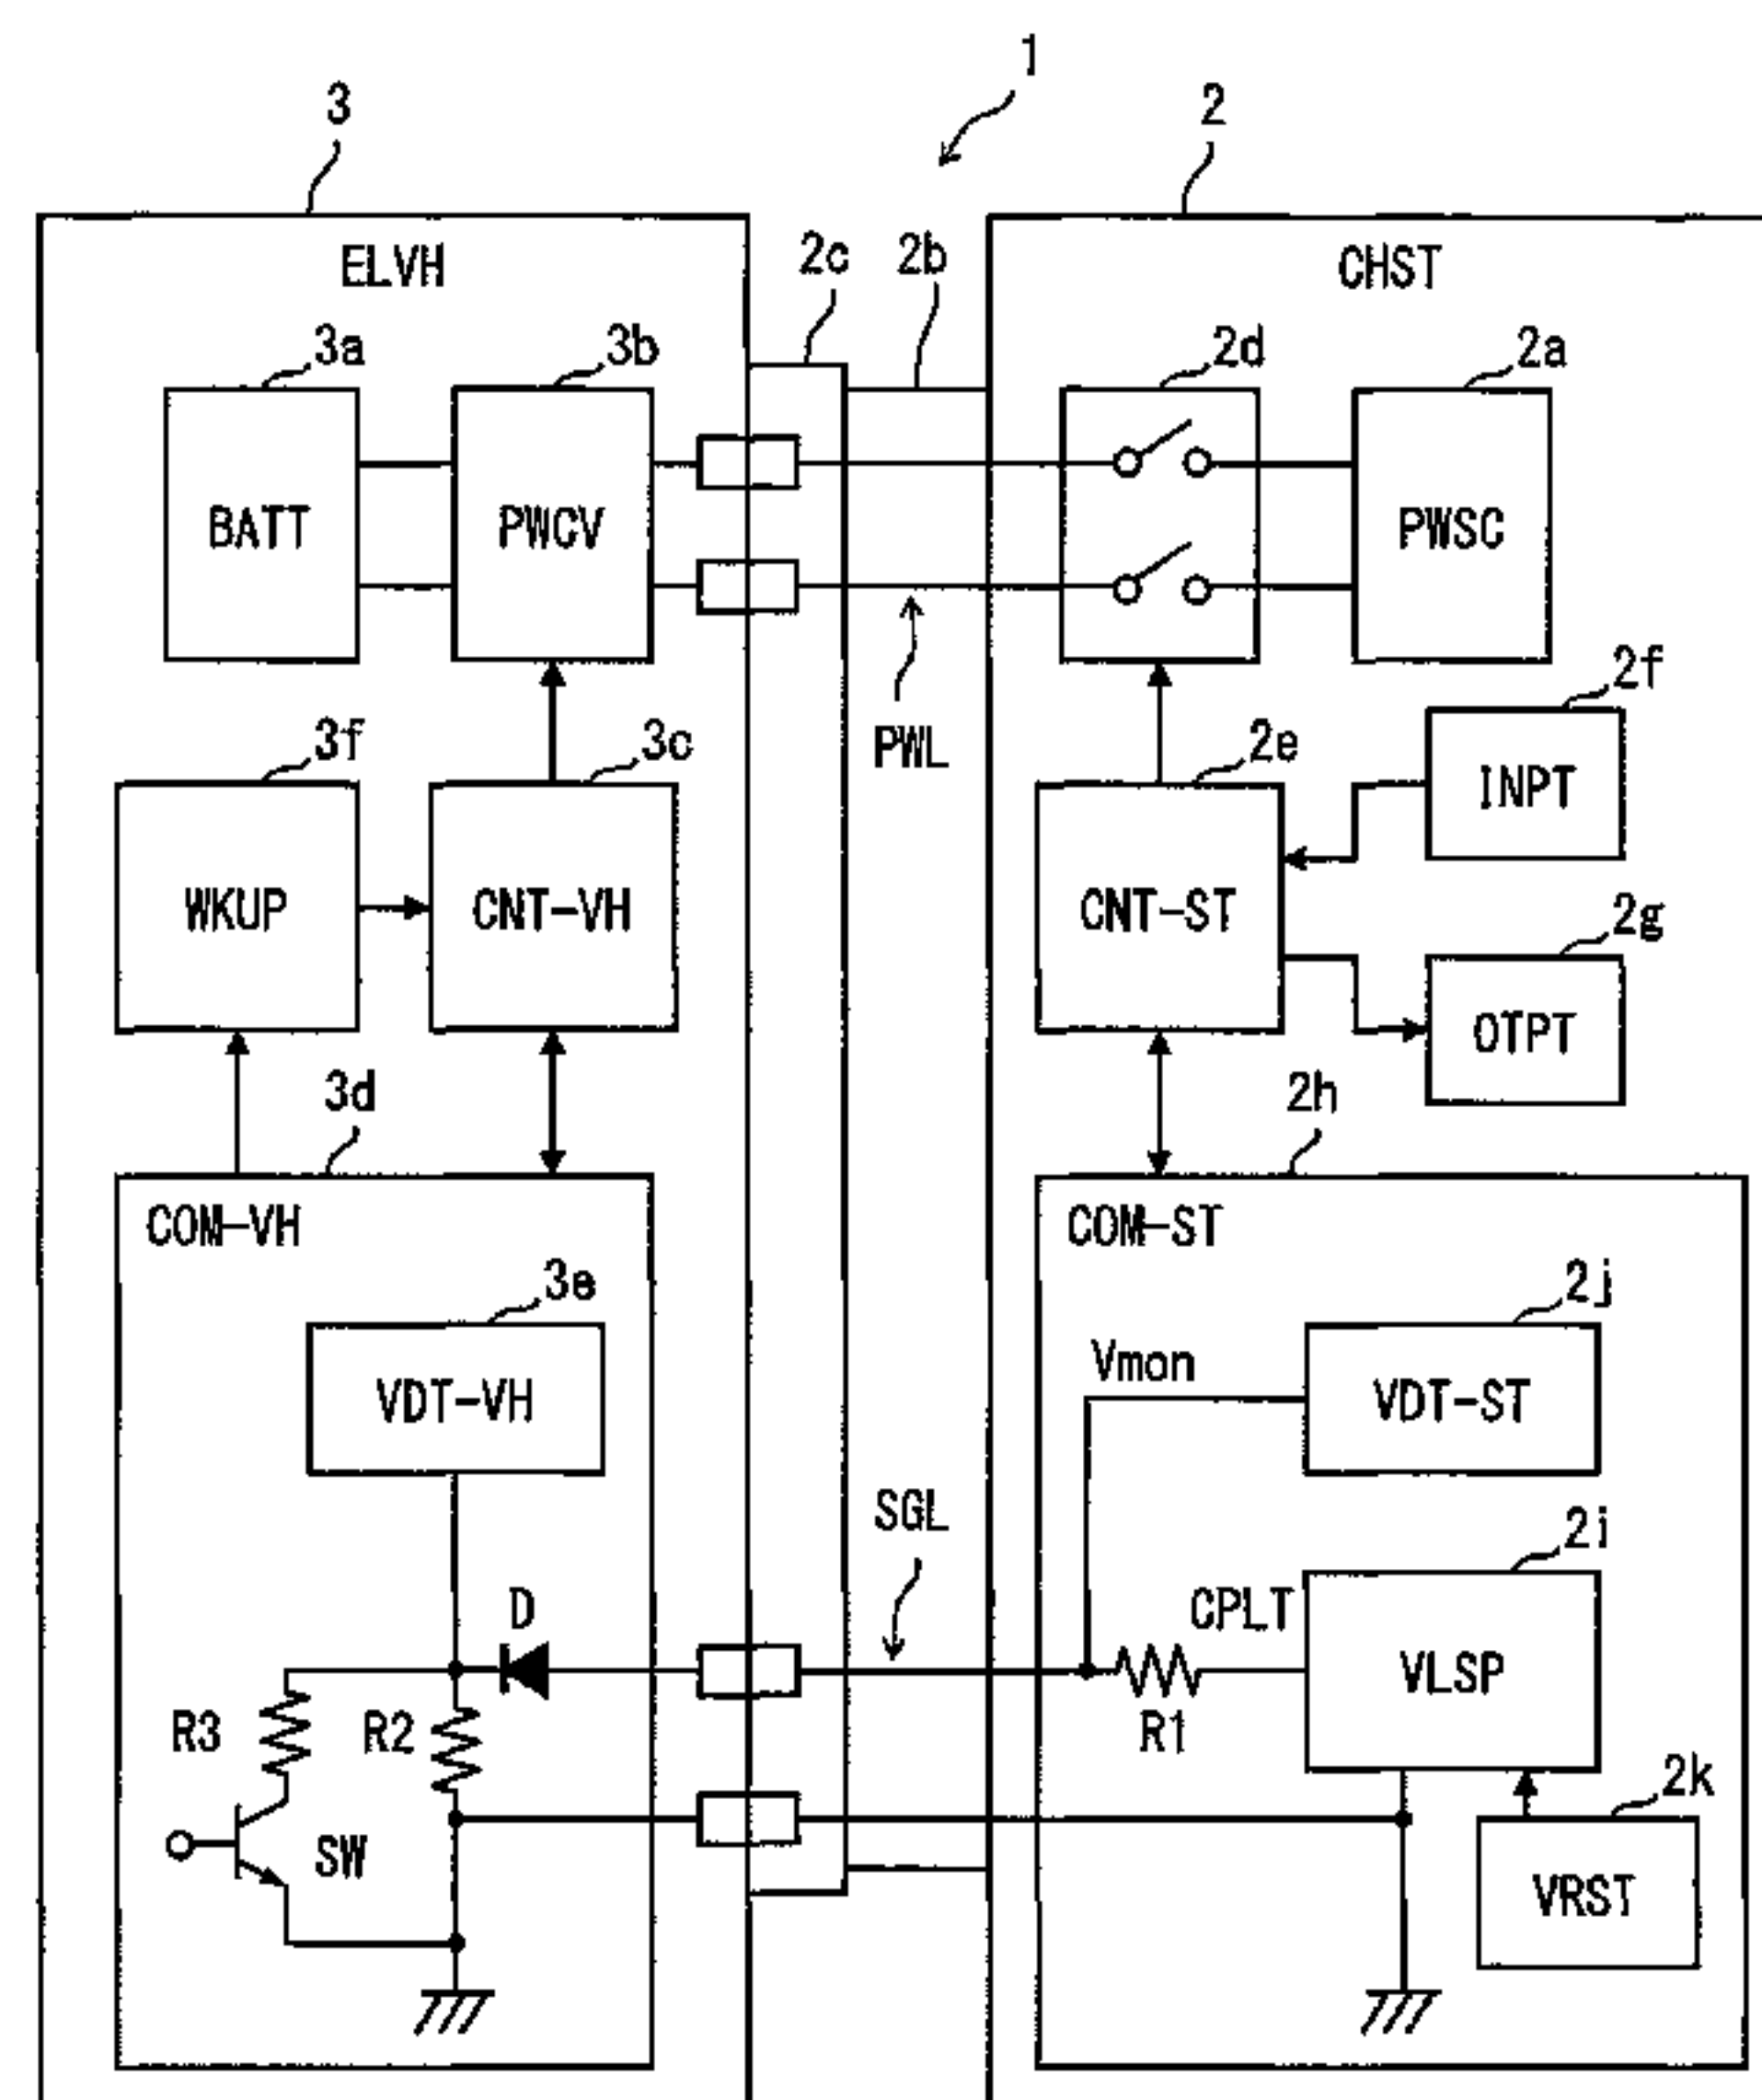 1
3
2
ELVH
2c
2b
CHST
3a
3b
2d
2a
BATT
PWCV
PWSC
2f
3f
3c
PWL
2e
INPT
WKUP
CNT-VH
CNT-ST
2g
OTPT
3d
2h
COM-VH
COM-ST
3e
2j
Vmon
VDT-VH
VDT-ST
SGL
2i
D
CPLT
VLSP
R3
R2
R1
2k
SW
VRST